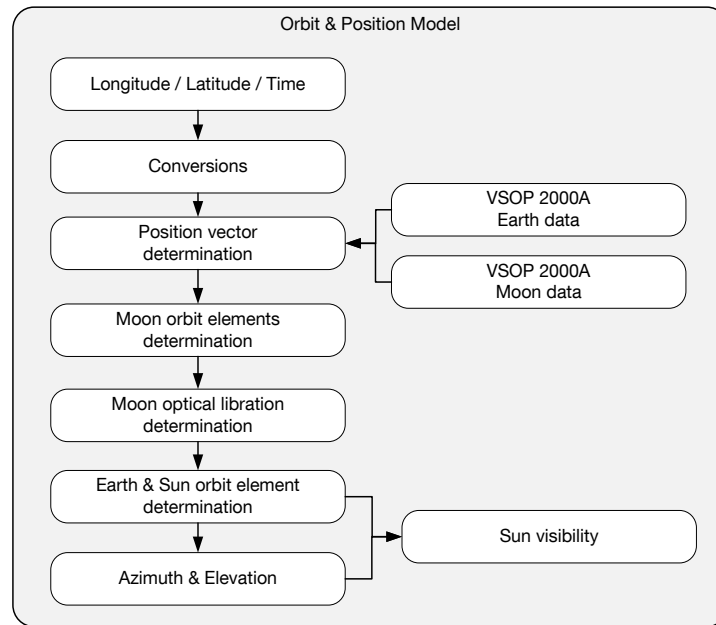 Orbit & Position Model
Longitude / Latitude / Time
Conversions
Position vector
determination
VSOP 2000A
Earth data
VSOP 2000A
Moon data
Moon orbit elements
determination
Moon optical libration
determination
Earth & Sun orbit element
determination
Azimuth & Elevation
Sun visibility